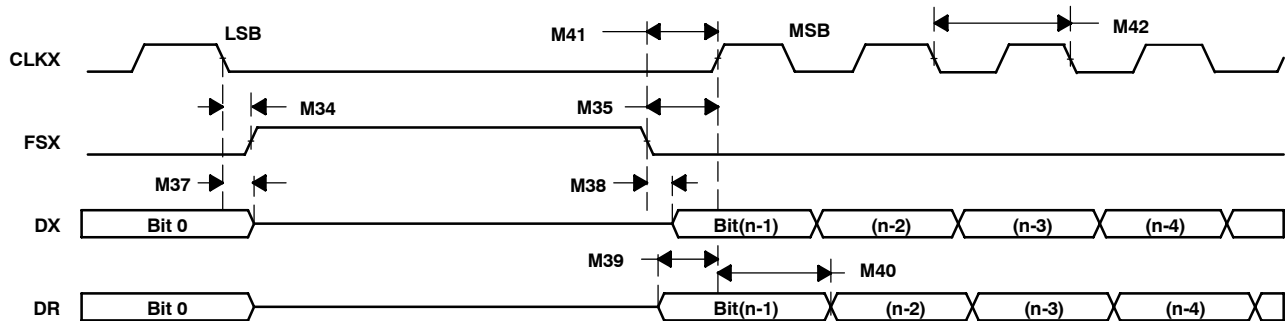 LSB
M41
MSB
M42
CLKX
M34
M35
FSX
M37
M38
DX
Bit 0
Bit(n-1)
(n-2)
(n-3)
(n-4)
M39
M40
DR
Bit 0
Bit(n-1)
(n-2)
(n-3)
(n-4)